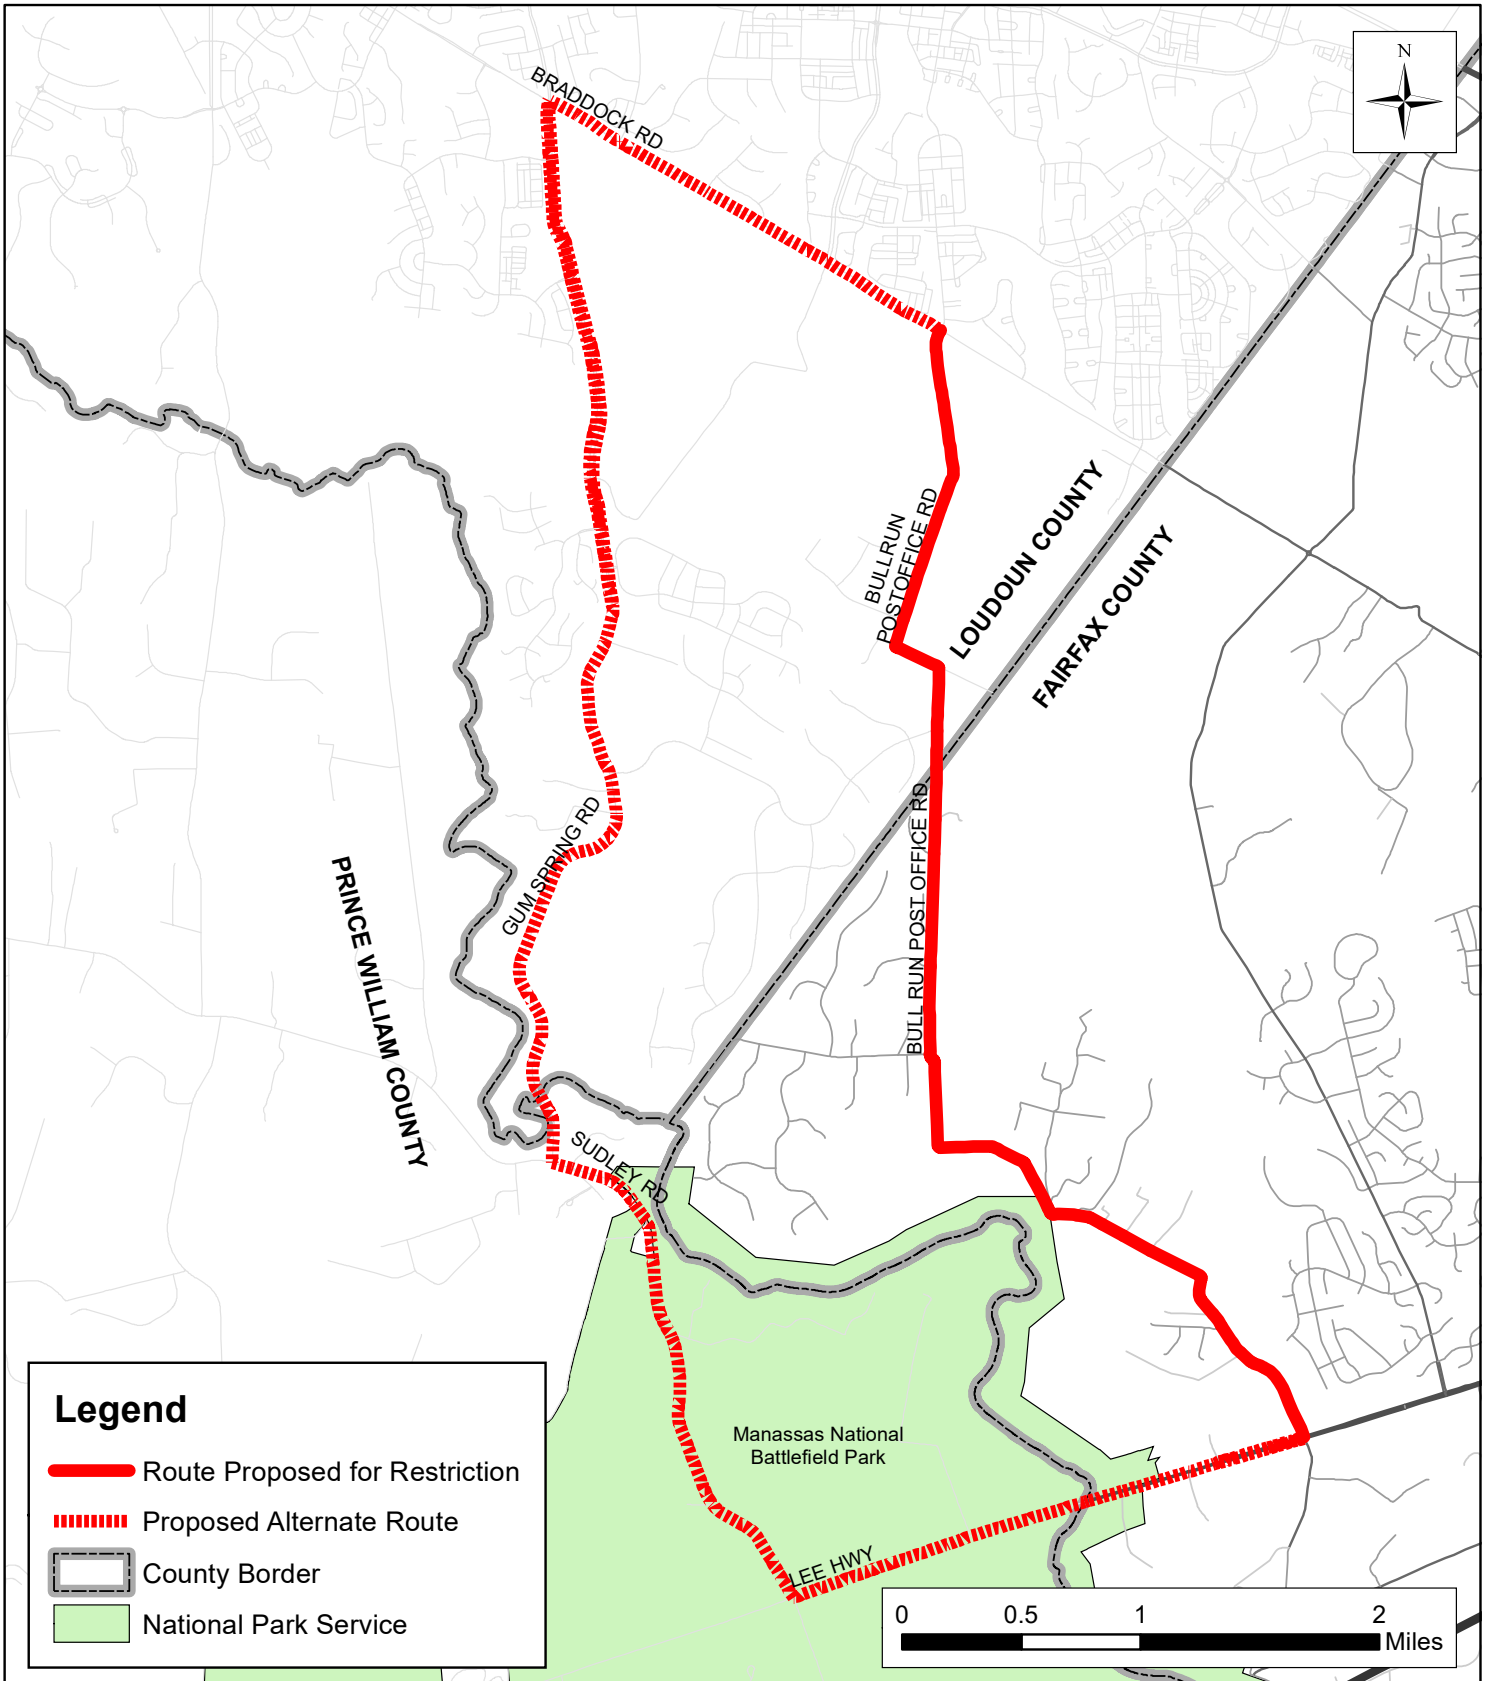 N
BRADDOCK RD
BULLRUN
POSTOFFICE RD
LOUDOUN COUNTY
FAIRFAX COUNTY
BULL RUN POST OFFICE RD
GUM SPRING RD
PRINCE WILLIAM COUNTY
SUDLEY RD
Manassas National
Battlefield Park
LEE HWY
Legend
Route Proposed for Restriction
Proposed Alternate Route
County Border
National Park Service
0 0.5 1 2
Miles